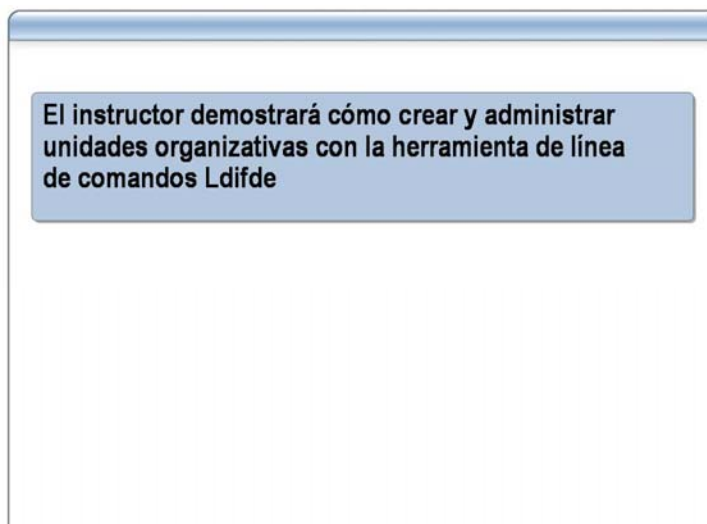 El instructor demostrará cómo crear y administrar
unidades organizativas con la herramienta de línea
de comandos Ldifde